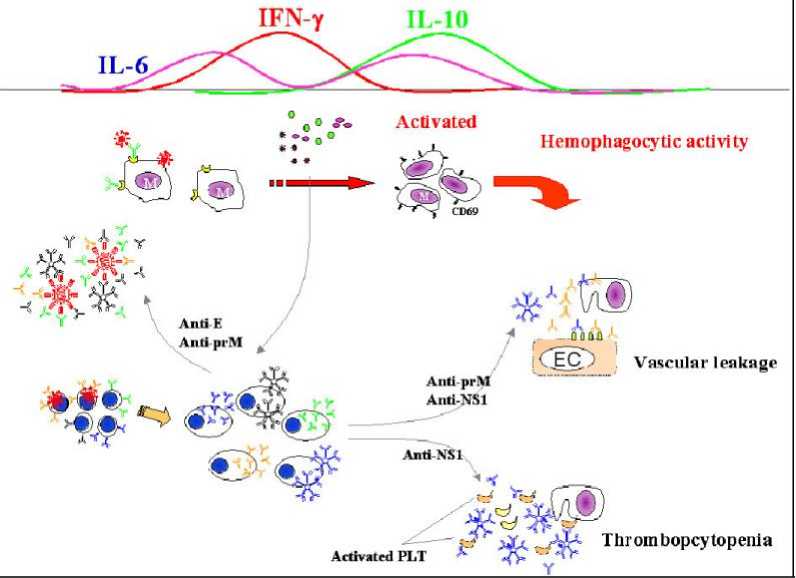 IFN-γ
IL-10
IL-6
Activated
Hemophagocytic activity
M
M
M
CD69
Anti-E
Anti-prM
EC
Vascular leakage
Anti-prM
Anti-NS1
Anti-NS1
Thrombpcytopenia
Activated PLT